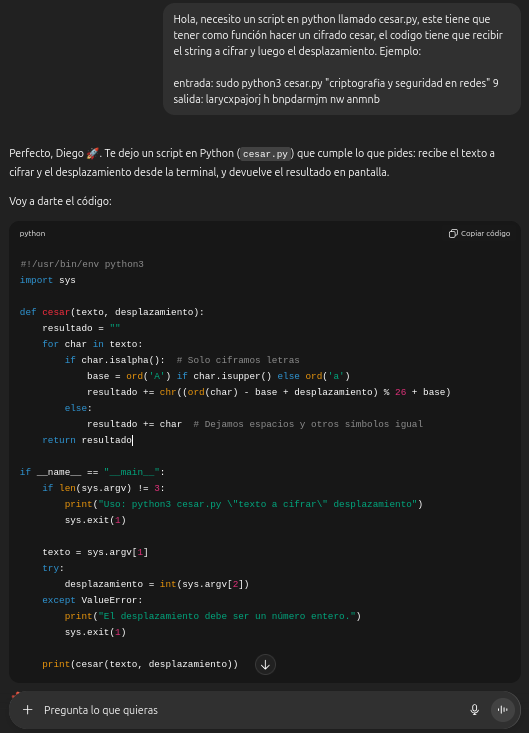 Hola, necesito un script en python llamado cesar.py, este tiene que
tener como función hacer un cifrado cesar, el codigo tiene que recibir
el string a cifrar y luego el desplazamiento. Ejemplo:
entrada: sudo python3 cesar.py "criptografia y seguridad en redes" 9
salida: larycxpajorj h bnpdarmjm nw anmnb
Perfecto, Diego 🚀. Te dejo un script en Python (cesar.py) que cumple lo que pides: recibe el texto a
cifrar y el desplazamiento desde la terminal, y devuelve el resultado en pantalla.
Voy a darte el código:
python
Copiar código
#!/usr/bin/env python3
import sys
def cesar(texto, desplazamiento):
    resultado = ""
    for char in texto:
        if char.isalpha():  # Solo ciframos letras
            base = ord('A') if char.isupper() else ord('a')
            resultado += chr((ord(char) - base + desplazamiento) % 26 + base)
        else:
            resultado += char  # Dejamos espacios y otros símbolos igual
    return resultado
if __name__ == "__main__":
    if len(sys.argv) != 3:
        print("Uso: python3 cesar.py \"texto a cifrar\" desplazamiento")
        sys.exit(1)
    texto = sys.argv[1]
    try:
        desplazamiento = int(sys.argv[2])
    except ValueError:
        print("El desplazamiento debe ser un número entero.")
        sys.exit(1)
    print(cesar(texto, desplazamiento))
Pregunta lo que quieras